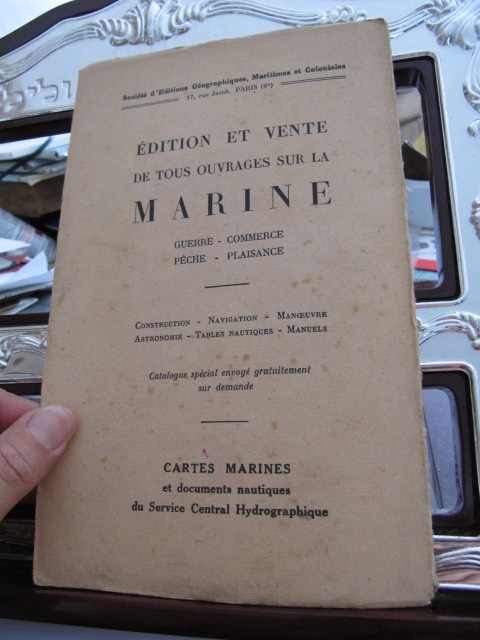 Société d'Editions Géographiques, Maritimes et Coloniales
17, rue Jacob, PARIS (6e)
ÉDITION ET VENTE
DE TOUS OUVRAGES SUR LA
MARINE
GUERRE - COMMERCE
PÊCHE - PLAISANCE
CONSTRUCTION - NAVIGATION - MANŒUVRE
ASTRONOMIE - TABLES NAUTIQUES - MANUELS
Catalogue spécial envoyé gratuitement
sur demande
CARTES MARINES
et documents nautiques
du Service Central Hydrographique